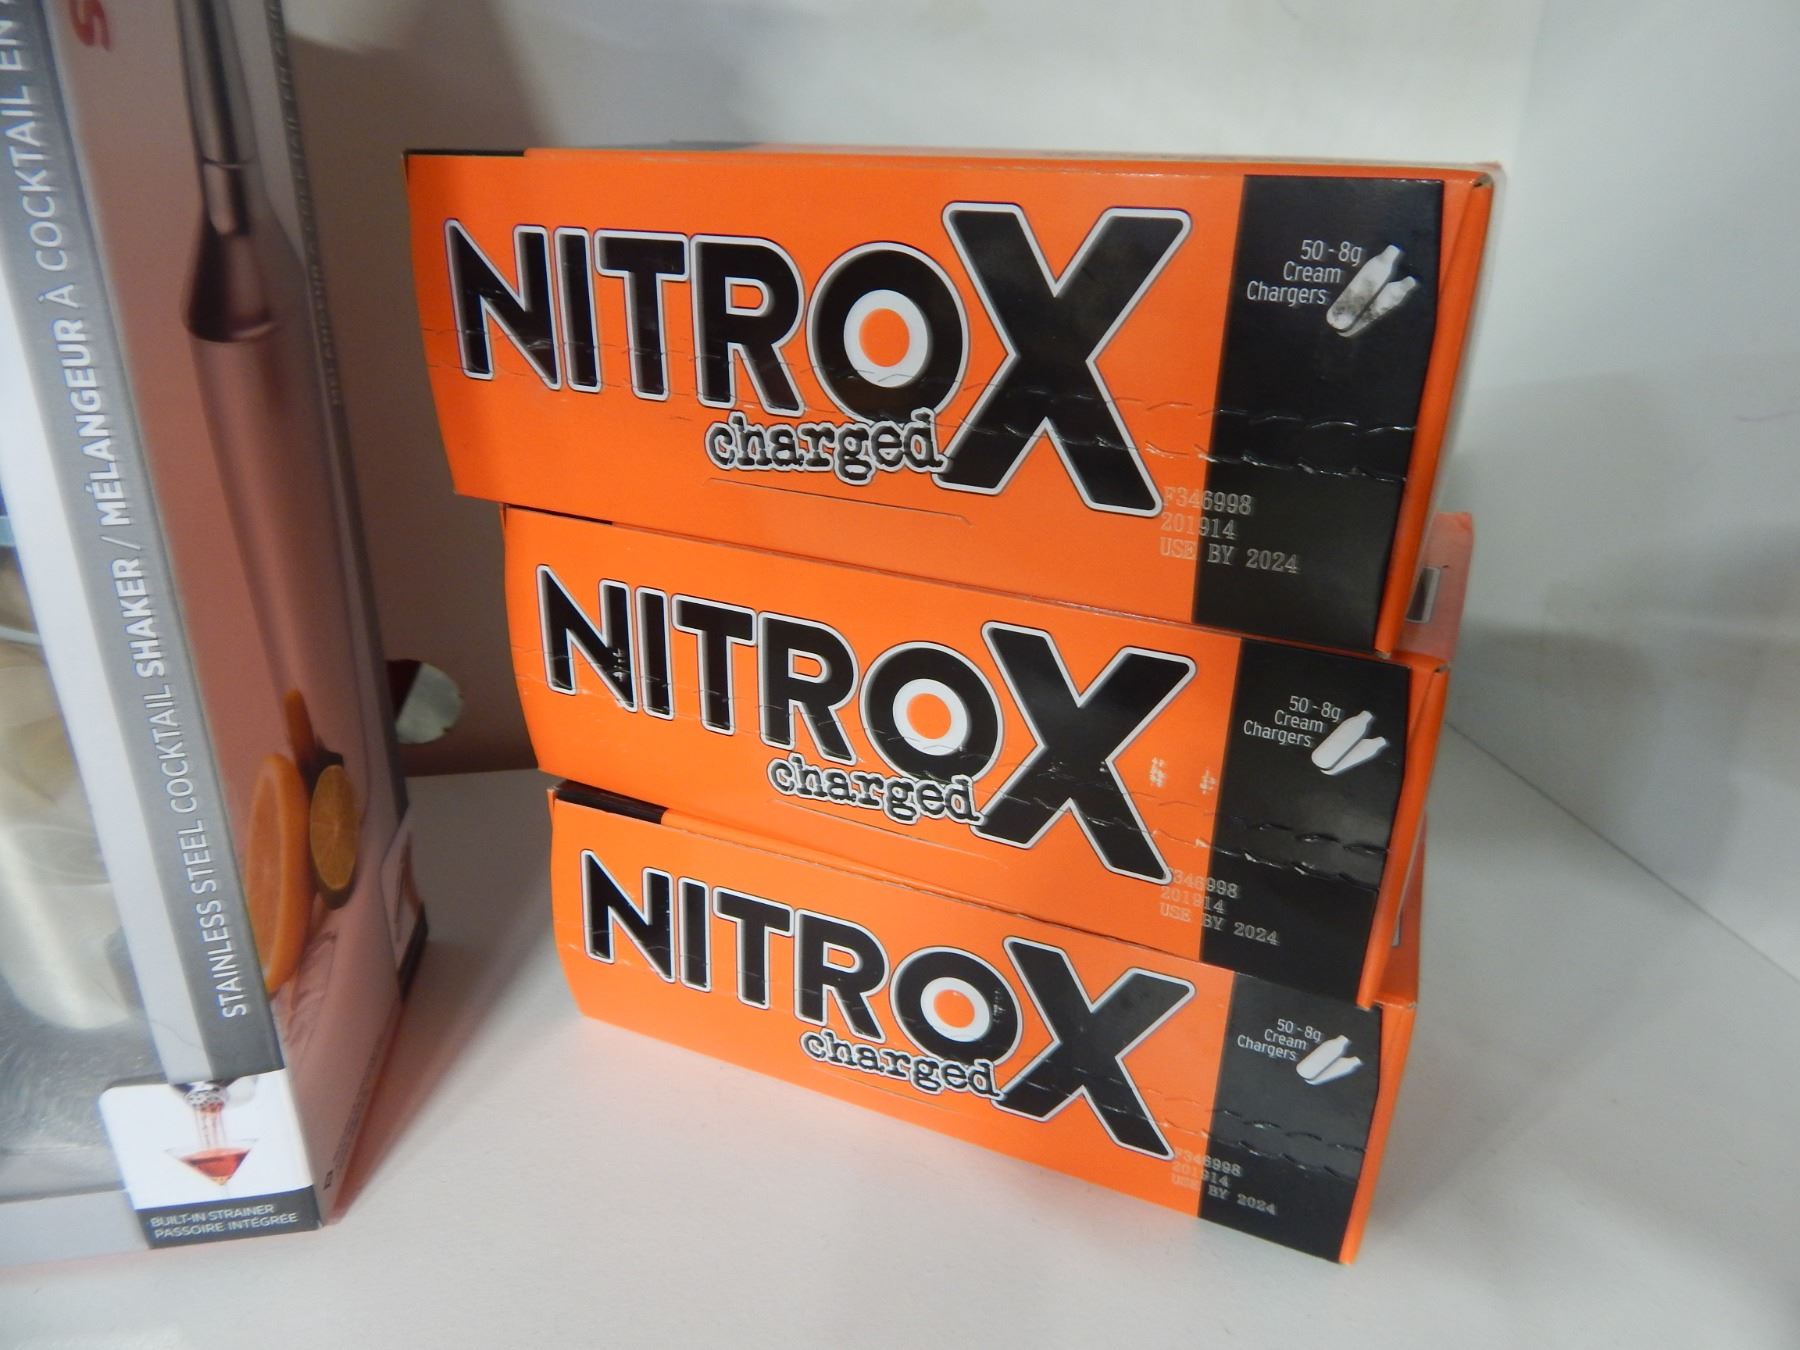 STAINLESS STEEL COCKTAIL SHAKER / MÉLANGEUR À COCKTAIL EN
BUILT-IN STRAINER
PASSOIRE INTÉGRÉE
NITROX
charged
50 - 8g
Cream
Chargers
F346998
201914
USE BY 2024
NITROX
charged
50 - 8g
Cream
Chargers
F346998
201914
USE BY 2024
NITROX
charged
50 - 8g
Cream
Chargers
F346998
201914
USE BY 2024